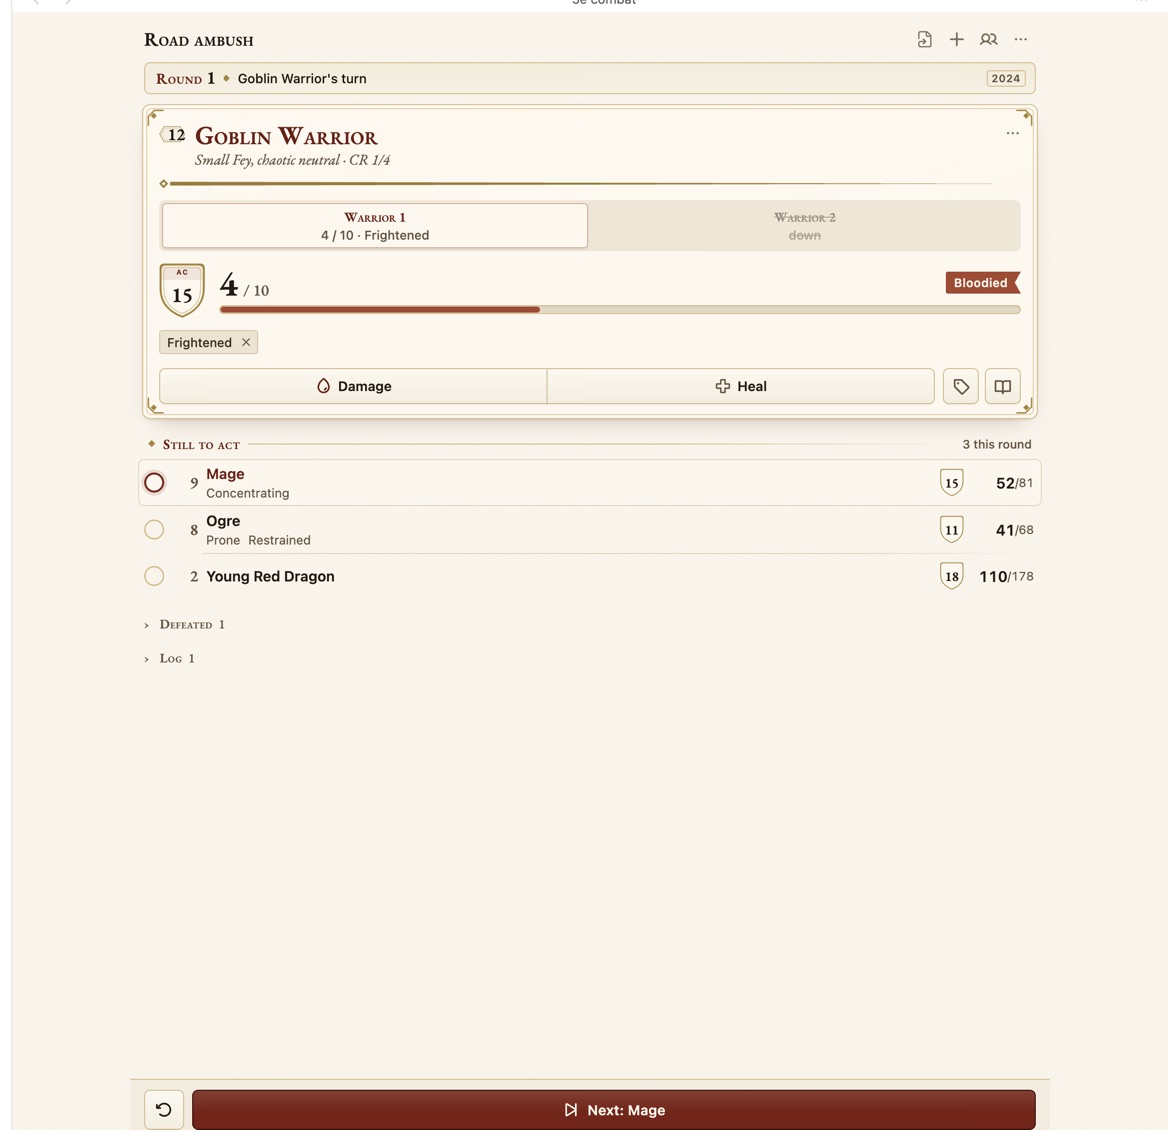 5e combat
Road ambush
Round 1 Goblin Warrior's turn 2024
12 Goblin Warrior
Small Fey, chaotic neutral · CR 1/4
Warrior 1
4 / 10 · Frightened
Warrior 2
down
AC
15
4 / 10
Bloodied
Frightened
Damage
Heal
Still to act
3 this round
9 Mage 15 52/81
Concentrating
8 Ogre 11 41/68
Prone Restrained
2 Young Red Dragon 18 110/178
Defeated 1
Log 1
Next: Mage